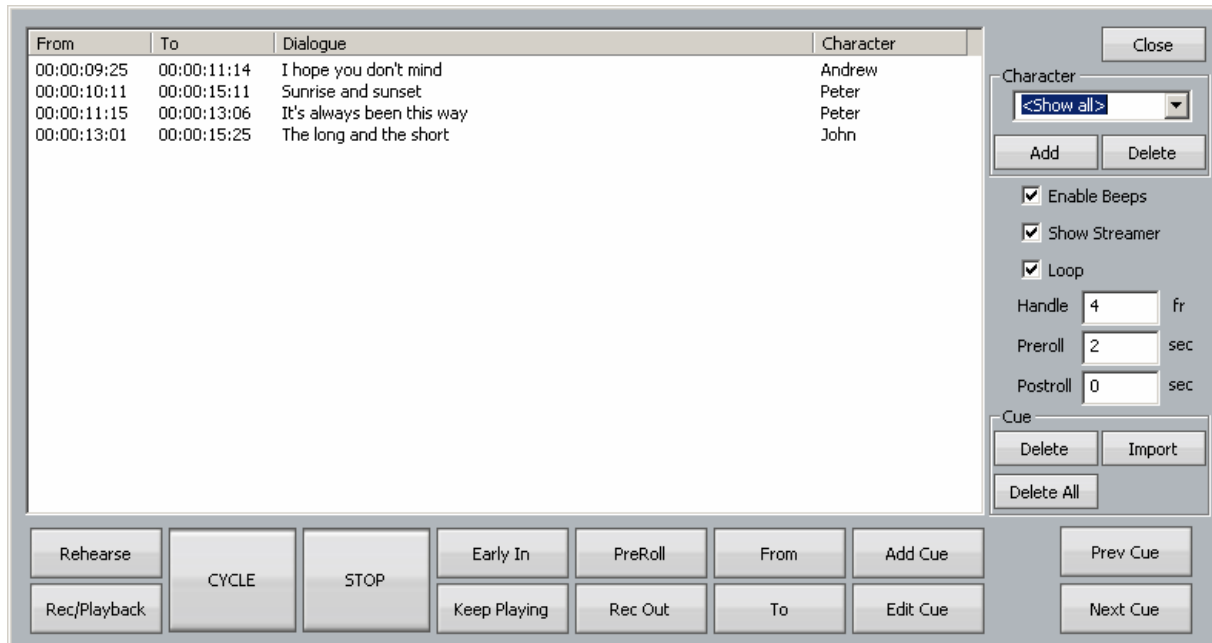 From To Dialogue Character
00:00:09:25 00:00:11:14 I hope you don't mind Andrew
00:00:10:11 00:00:15:11 Sunrise and sunset Peter
00:00:11:15 00:00:13:06 It's always been this way Peter
00:00:13:01 00:00:15:25 The long and the short John
Close
Character
<Show all>
Add Delete
Enable Beeps
Show Streamer
Loop
Handle 4 fr
Preroll 2 sec
Postroll 0 sec
Cue
Delete Import
Delete All
Rehearse CYCLE STOP Early In PreRoll From Add Cue Prev Cue
Rec/Playback Keep Playing Rec Out To Edit Cue Next Cue